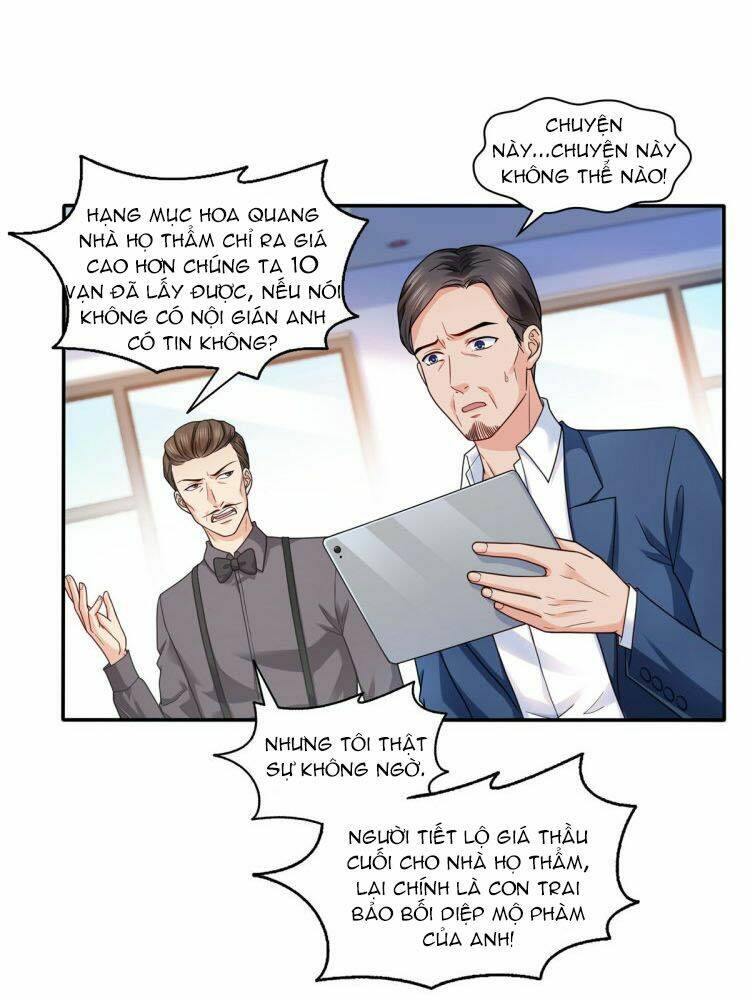 CHUYỆN
NÀY...CHUYỆN NÀY
KHÔNG THỂ NÀO!
HẠNG MỤC HOA QUANG
NHÀ HỌ THẨM CHỈ RA GIÁ
CAO HƠN CHÚNG TA 10
VẠN ĐÃ LẤY ĐƯỢC, NẾU NÓI
KHÔNG CÓ NỘI GIÁN ANH
CÓ TIN KHÔNG?
NHƯNG TÔI THẬT
SỰ KHÔNG NGỜ.
NGƯỜI TIẾT LỘ GIÁ THẦU
CUỐI CHO NHÀ HỌ THẨM,
LẠI CHÍNH LÀ CON TRAI
BẢO BỐI DIỆP MỘ PHÀM
CỦA ANH!